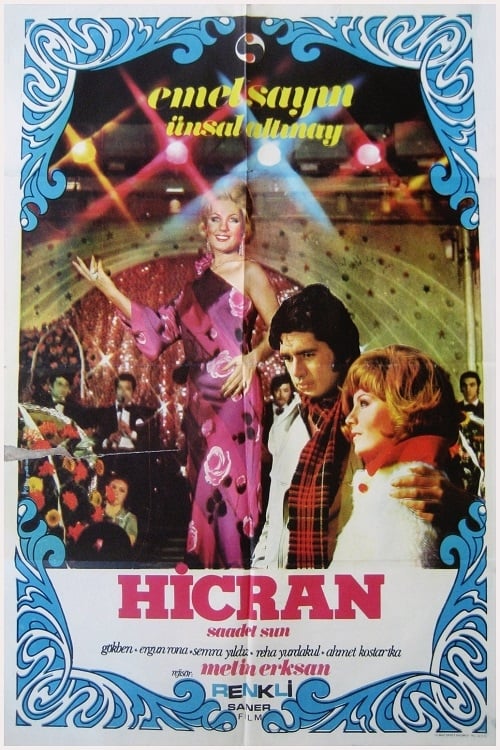 emel sayın
ünsal altınay
HİCRAN
saadet sun
gökben • ergun rona • semra yıldız • reha yurdakul • ahmet kostarika
rejisör: metin erksan
RENKLİ
SANER
FİLM